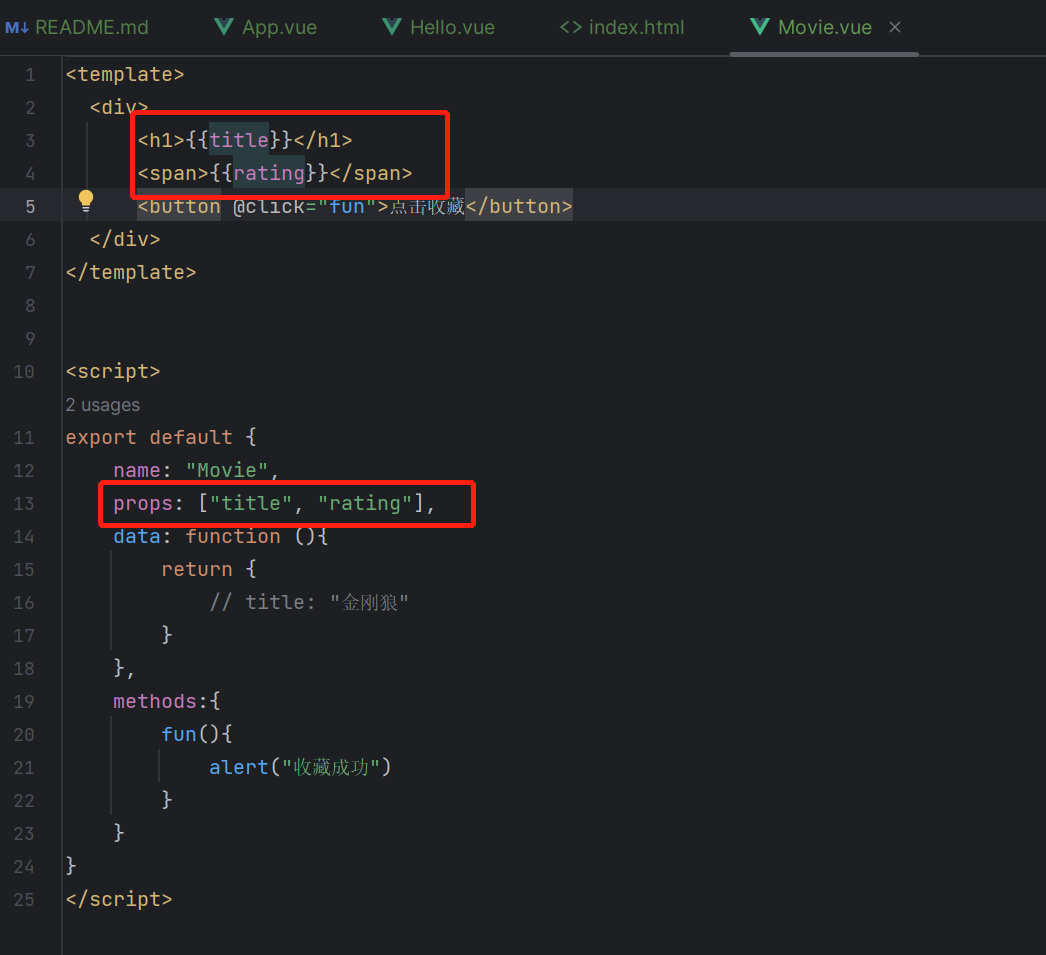 README.md App.vue Hello.vue <> index.html Movie.vue ×
1 <template>
2 <div>
3 <h1>{{title}}</h1>
4 <span>{{rating}}</span>
5 <button @click="fun">点击收藏</button>
6 </div>
7 </template>
8
9
10 <script>
2 usages
11 export default {
12 name: "Movie",
13 props: ["title", "rating"],
14 data: function (){
15 return {
16 // title: "金刚狼"
17 }
18 },
19 methods:{
20 fun(){
21 alert("收藏成功")
22 }
23 }
24 }
25 </script>